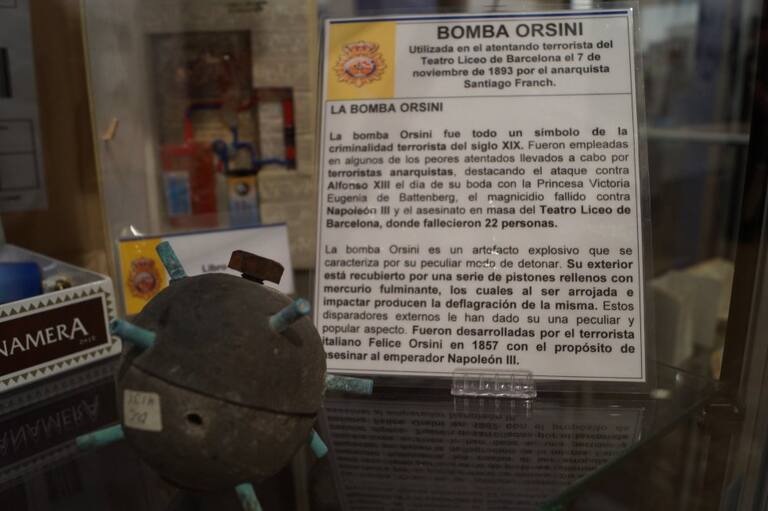 BOMBA ORSINI
Utilizada en el atentando terrorista del
Teatro Liceo de Barcelona el 7 de
noviembre de 1893 por el anarquista
Santiago Franch.
LA BOMBA ORSINI
La bomba Orsini fue todo un símbolo de la
criminalidad terrorista del siglo XIX. Fueron empleadas
en algunos de los peores atentados llevados a cabo por
terroristas anarquistas, destacando el ataque contra
Alfonso XIII el día de su boda con la Princesa Victoria
Eugenia de Battenberg, el magnicidio fallido contra
Napoleón III y el asesinato en masa del Teatro Liceo de
Barcelona, donde fallecieron 22 personas.
La bomba Orsini es un artefacto explosivo que se
caracteriza por su peculiar modo de detonar. Su exterior
está recubierto por una serie de pistones rellenos con
mercurio fulminante, los cuales al ser arrojada e
impactar producen la deflagración de la misma. Estos
disparadores externos le han dado su una peculiar y
popular aspecto. Fueron desarrolladas por el terrorista
italiano Felice Orsini en 1857 con el propósito de
asesinar al emperador Napoleón III.
Libro
NAMERA